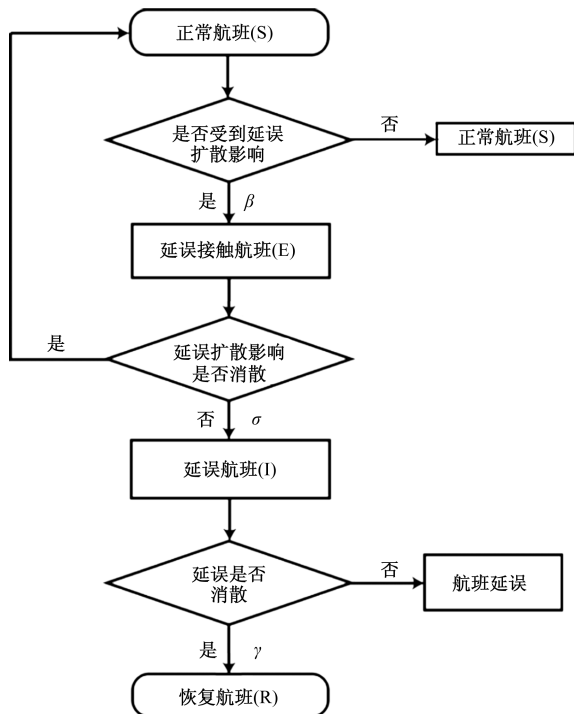 正常航班(S)
是否受到延误
扩散影响
否
正常航班(S)
是 β
延误接触航班(E)
延误扩散影响
是否消散
是
否 σ
延误航班(I)
延误是否
消散
否
航班延误
是 γ
恢复航班(R)